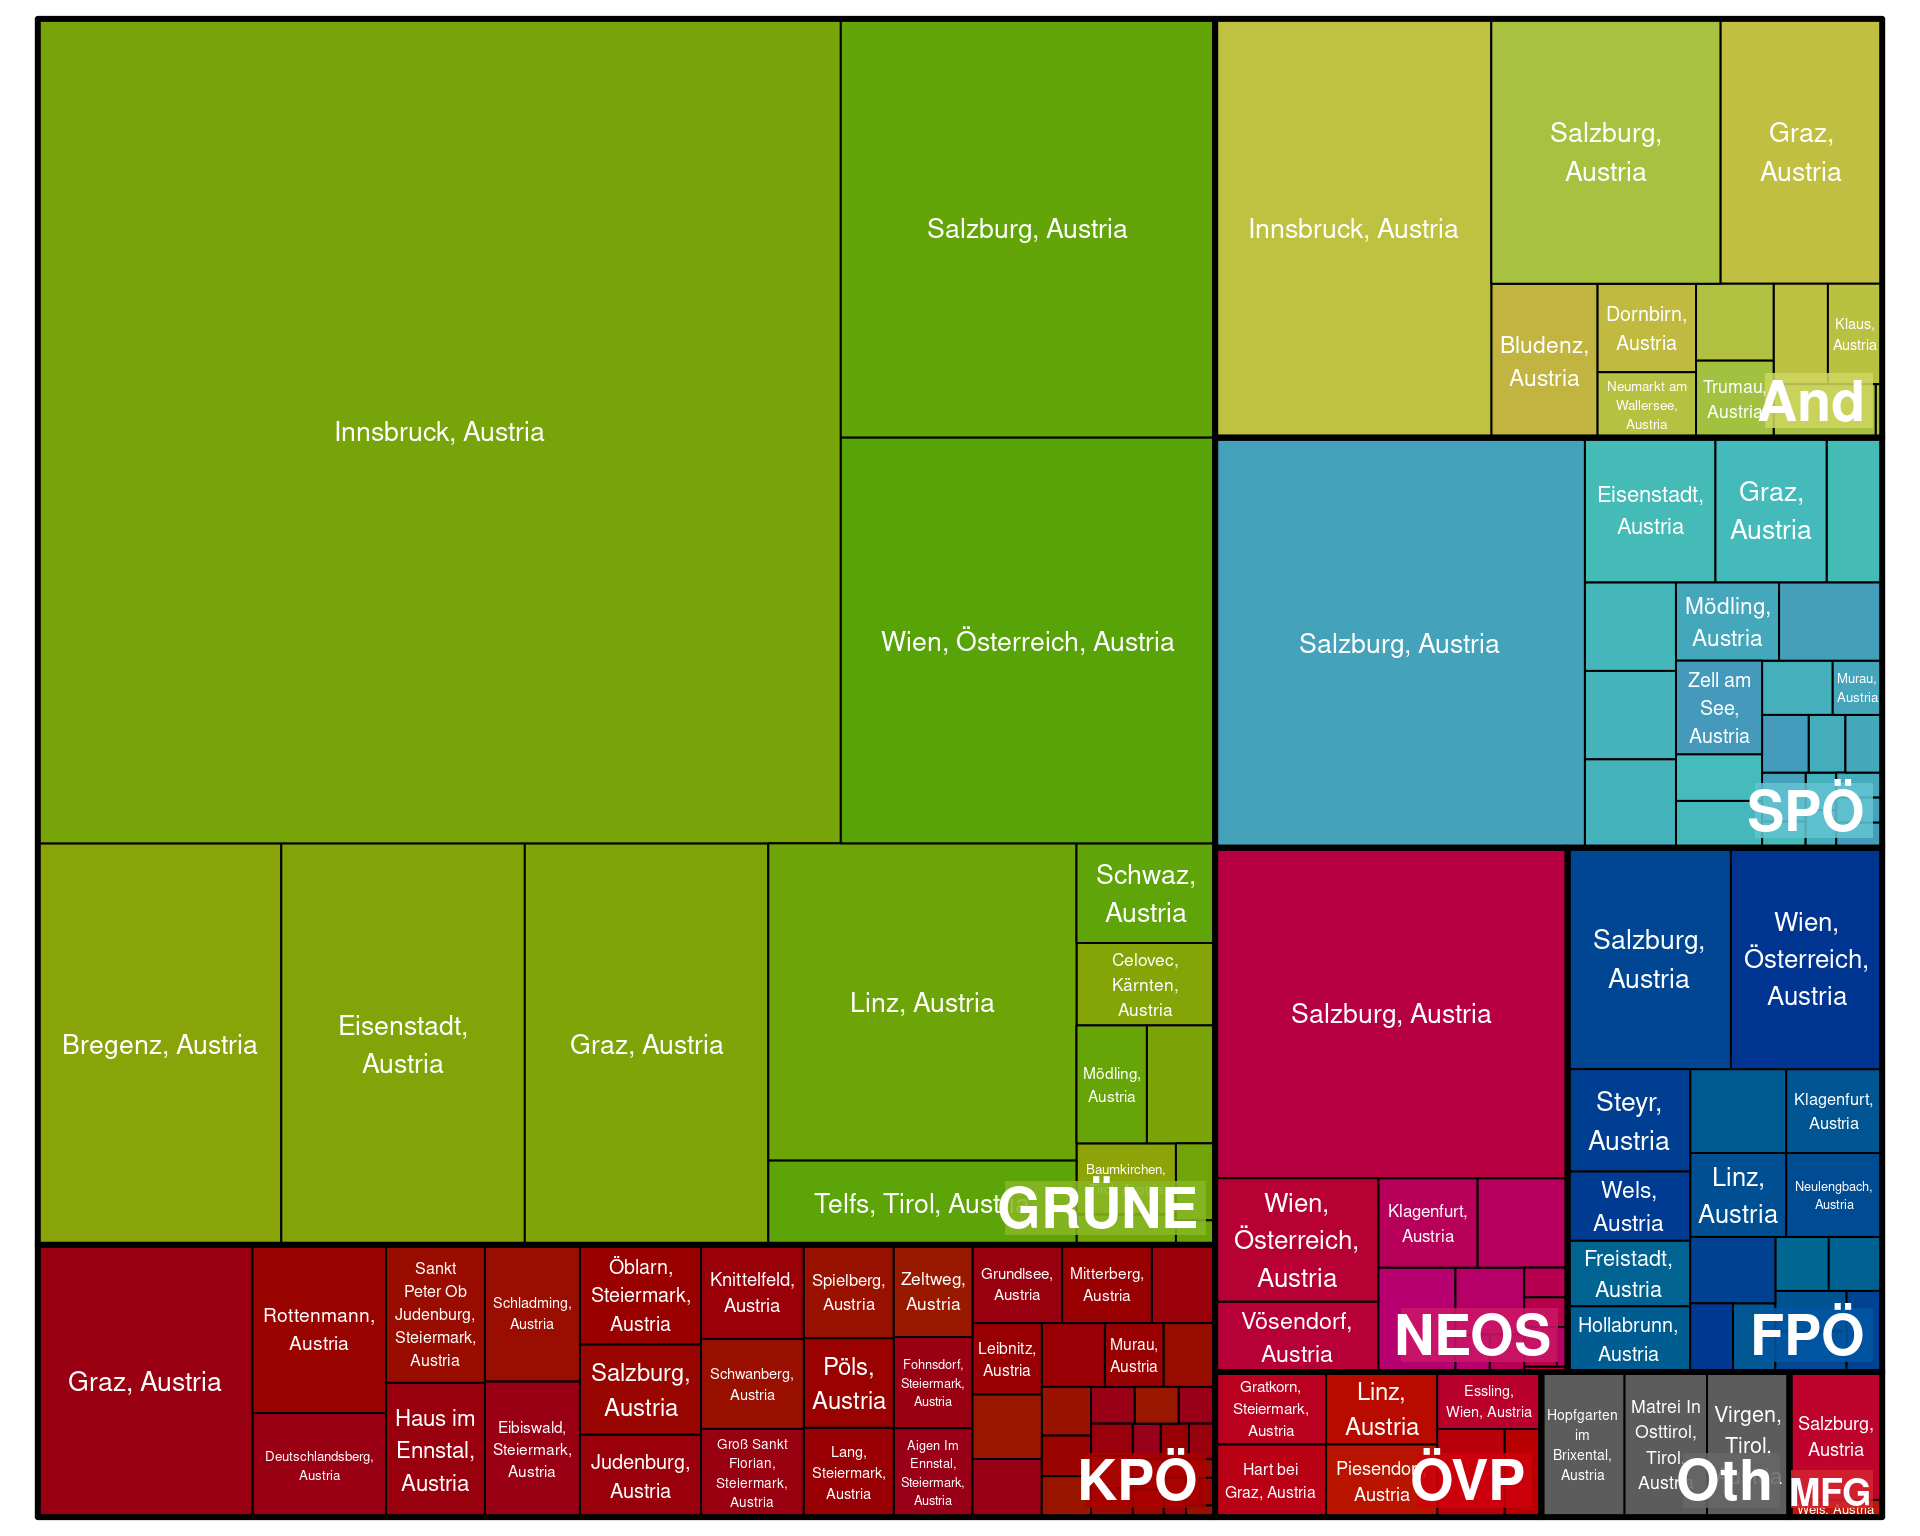 Innsbruck, Austria
Salzburg, Austria
Wien, Österreich, Austria
Bregenz, Austria
Eisenstadt,
Austria
Graz, Austria
Linz, Austria
Telfs, Tirol, Aust
Schwaz,
Austria
Celovec,
Kärnten,
Austria
Mödling,
Austria
Baumkirchen,
GRÜNE
Innsbruck, Austria
Salzburg,
Austria
Graz,
Austria
Bludenz,
Austria
Dornbirn,
Austria
Neumarkt am
Wallersee,
Austria
Trumau,
Austria
Klaus,
Austria
And
Salzburg, Austria
Eisenstadt,
Austria
Graz,
Austria
Mödling,
Austria
Zell am
See,
Austria
Murau,
Austria
SPÖ
Salzburg, Austria
Wien,
Österreich,
Austria
Vösendorf,
Austria
Klagenfurt,
Austria
NEOS
Salzburg,
Austria
Wien,
Österreich,
Austria
Steyr,
Austria
Wels,
Austria
Freistadt,
Austria
Hollabrunn,
Austria
Klagenfurt,
Austria
Linz,
Austria
Neulengbach,
Austria
FPÖ
Graz, Austria
Rottenmann,
Austria
Deutschlandsberg,
Austria
Sankt
Peter Ob
Judenburg,
Steiermark,
Austria
Haus im
Ennstal,
Austria
Schladming,
Austria
Eibiswald,
Steiermark,
Austria
Öblarn,
Steiermark,
Austria
Salzburg,
Austria
Judenburg,
Austria
Knittelfeld,
Austria
Schwanberg,
Austria
Groß Sankt
Florian,
Steiermark,
Austria
Spielberg,
Austria
Pöls,
Austria
Lang,
Steiermark,
Austria
Zeltweg,
Austria
Fohnsdorf,
Steiermark,
Austria
Aigen Im
Ennstal,
Steiermark,
Austria
Grundlsee,
Austria
Mitterberg,
Austria
Leibnitz,
Austria
Murau,
Austria
KPÖ
Gratkorn,
Steiermark,
Austria
Hart bei
Graz, Austria
Linz,
Austria
Piesendor
Austria
Essling,
Wien, Austria
ÖVP
Hopfgarten
im
Brixental,
Austria
Matrei In
Osttirol,
Tirol,
Austr
Virgen,
Tirol.
Oth
Salzburg,
Austria
MFG
Wels, Austria